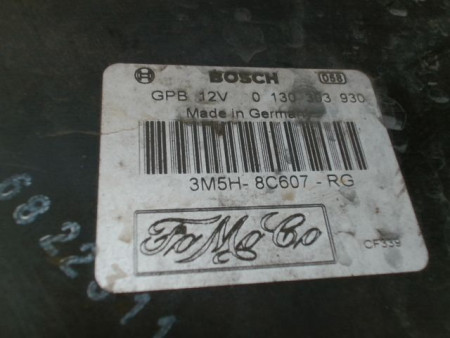 BOSCH
GPB 12V 0 130 303 930
Made in Germany
3M5H-8C607-RG
FoMoCo
CF339